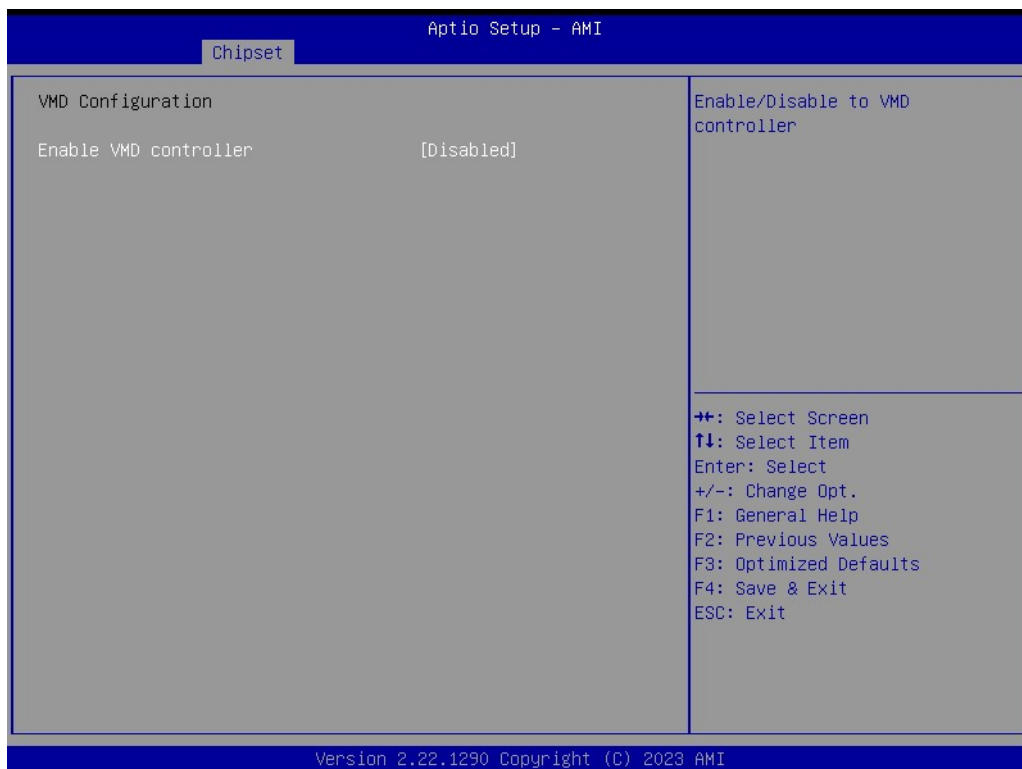 Aptio Setup - AMI
Chipset
VMD Configuration
Enable VMD controller [Disabled]
Enable/Disable to VMD
controller
→←: Select Screen
↑↓: Select Item
Enter: Select
+/-: Change Opt.
F1: General Help
F2: Previous Values
F3: Optimized Defaults
F4: Save & Exit
ESC: Exit
Version 2.22.1290 Copyright (C) 2023 AMI